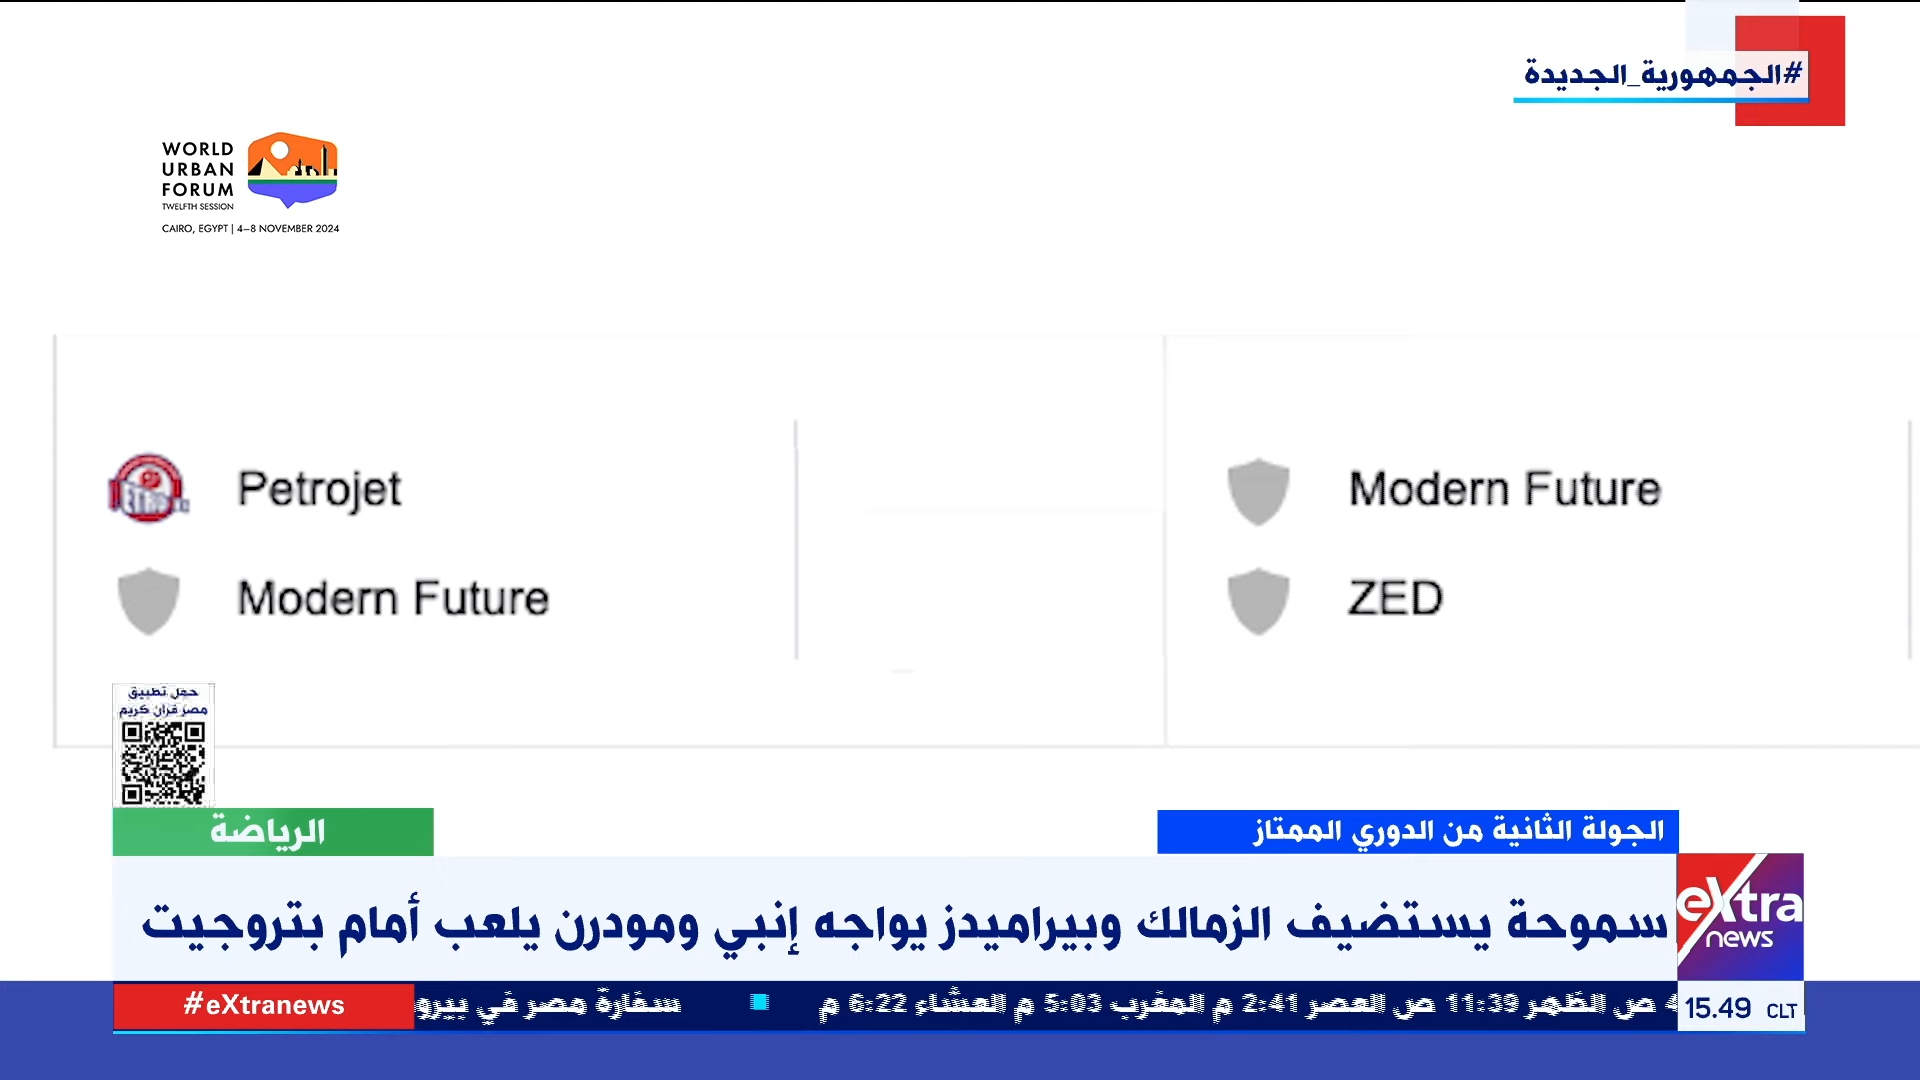 #الجمهورية_الجديدة
WORLD
URBAN
FORUM
TWELFTH SESSION
CAIRO, EGYPT | 4–8 NOVEMBER 2024
Petrojet
Modern Future
Modern Future
ZED
حمل تطبيق
مصر قرآن كريم
الرياضة
الجولة الثانية من الدوري الممتاز
سموحة يستضيف الزمالك وبيراميدز يواجه إنبي ومودرن يلعب أمام بتروجيت
eXtra
news
#eXtranews
ص الظهر 11:39 ص العصر 2:41 م المغرب 5:03 م العشاء 6:22 م ■ سفارة مصر في
15.49 CLT